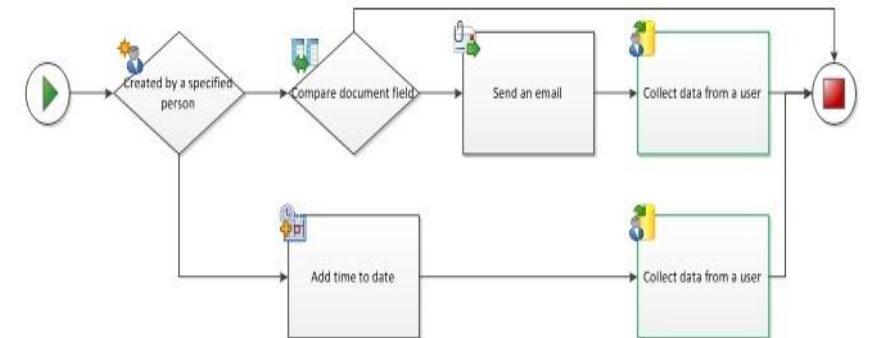 Created by a specified
person
Compare document field
Send an email
Collect data from a user
Add time to date
Collect data from a user